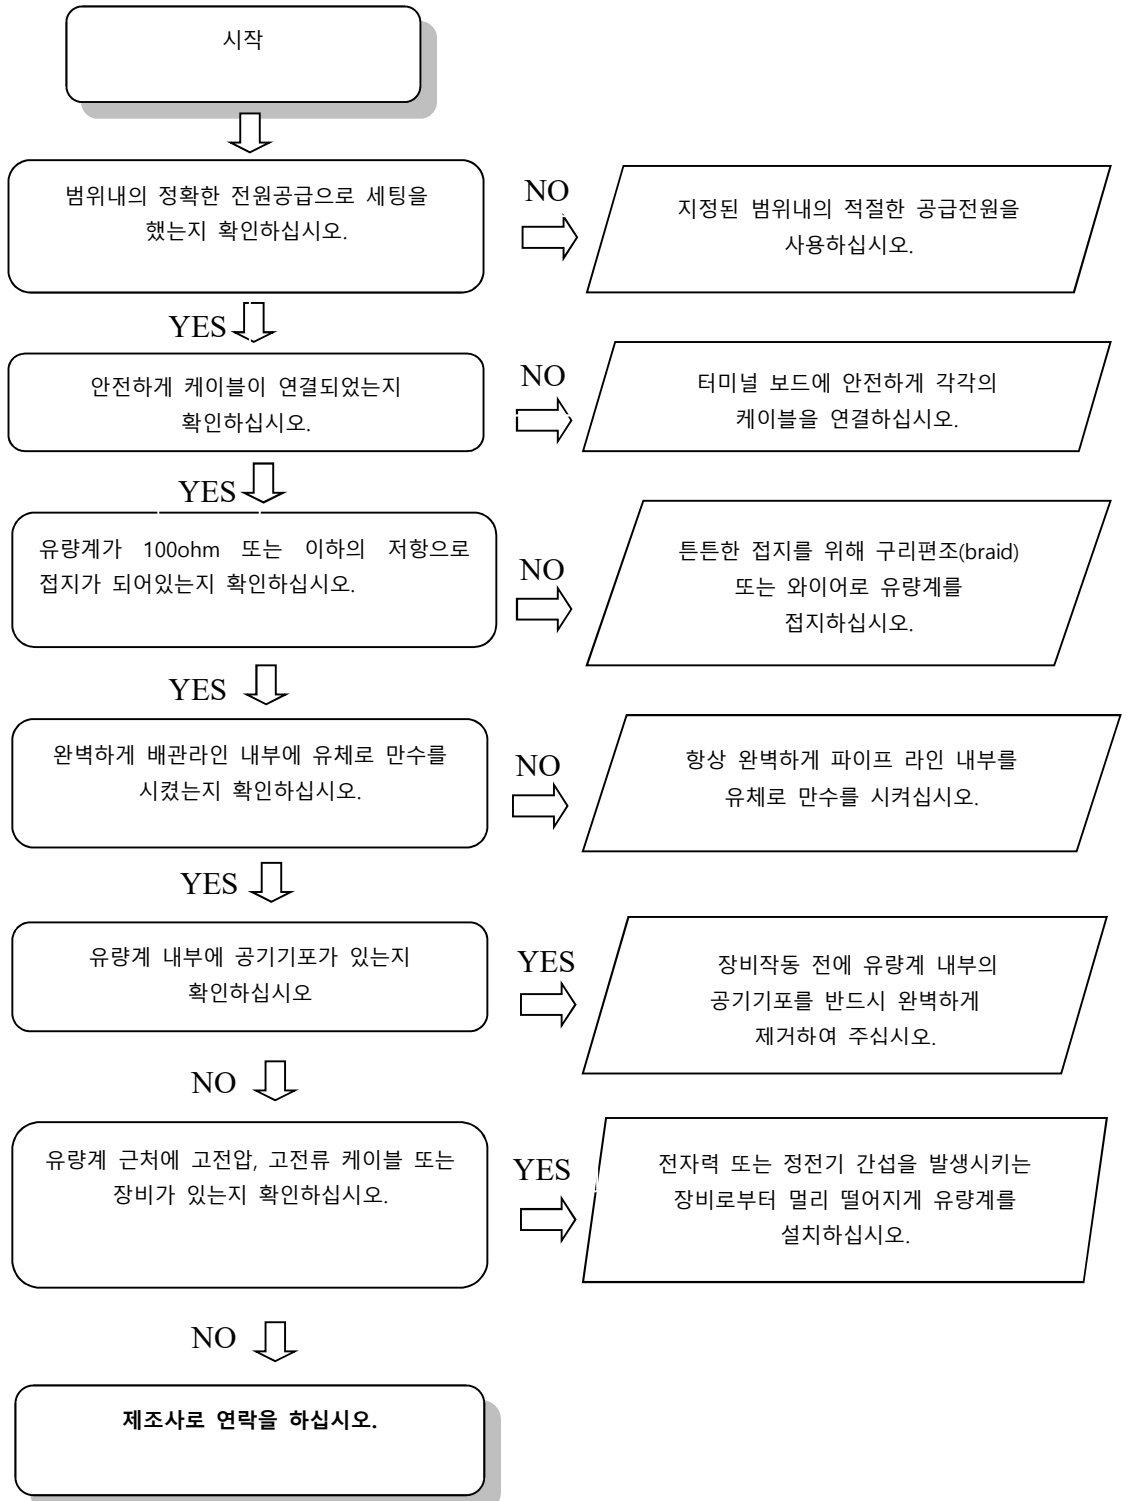 시작
범위내의 정확한 전원공급으로 세팅을
했는지 확인하십시오.
NO
지정된 범위내의 적절한 공급전원을
사용하십시오.
YES
안전하게 케이블이 연결되었는지
확인하십시오.
NO
터미널 보드에 안전하게 각각의
케이블을 연결하십시오.
YES
유량계가 100ohm 또는 이하의 저항으로
접지가 되어있는지 확인하십시오.
NO
튼튼한 접지를 위해 구리편조(braid)
또는 와이어로 유량계를
접지하십시오.
YES
완벽하게 배관라인 내부에 유체로 만수를
시켰는지 확인하십시오.
NO
항상 완벽하게 파이프 라인 내부를
유체로 만수를 시켜십시오.
YES
유량계 내부에 공기기포가 있는지
확인하십시오
YES
장비작동 전에 유량계 내부의
공기기포를 반드시 완벽하게
제거하여 주십시오.
NO
유량계 근처에 고전압, 고전류 케이블 또는
장비가 있는지 확인하십시오.
YES
전자력 또는 정전기 간섭을 발생시키는
장비로부터 멀리 떨어지게 유량계를
설치하십시오.
NO
제조사로 연락을 하십시오.